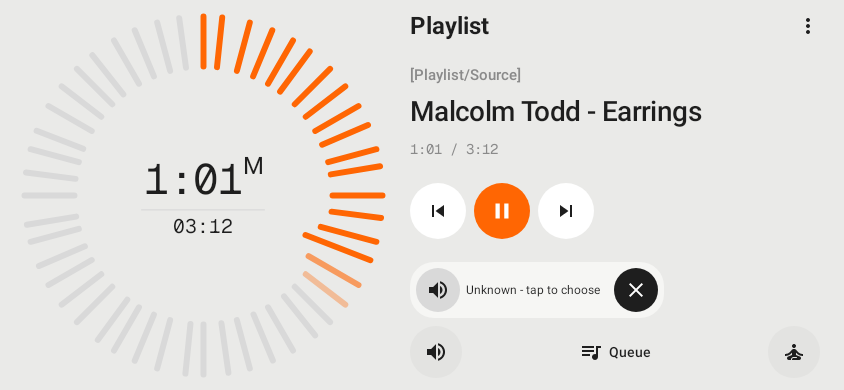 1:01M
03:12
Playlist
[Playlist/Source]
Malcolm Todd - Earrings
1:01 / 3:12
Unknown - tap to choose
Queue